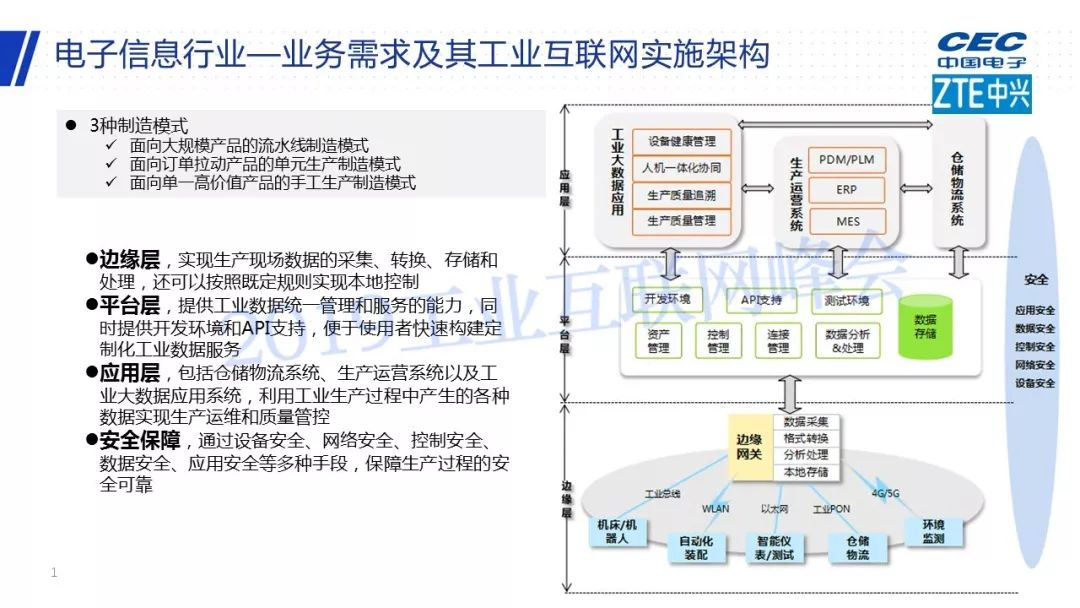 电子信息行业—业务需求及其工业互联网实施架构
CEC
中国电子
ZTE中兴
● 3种制造模式
✓ 面向大规模产品的流水线制造模式
✓ 面向订单拉动产品的单元生产制造模式
✓ 面向单一高价值产品的手工生产制造模式
●边缘层，实现生产现场数据的采集、转换、存储和
处理，还可以按照既定规则实现本地控制
●平台层，提供工业数据统一管理和服务的能力，同
时提供开发环境和API支持，便于使用者快速构建定
制化工业数据服务
●应用层，包括仓储物流系统、生产运营系统以及工
业大数据应用系统，利用工业生产过程中产生的各种
数据实现生产运维和质量管控
●安全保障，通过设备安全、网络安全、控制安全、
数据安全、应用安全等多种手段，保障生产过程的安
全可靠
应用层
工业大数据应用
设备健康管理
人机一体化协同
生产质量追溯
生产质量管理
生产运营系统
PDM/PLM
ERP
MES
仓储物流系统
平台层
开发环境
API支持
测试环境
资产
管理
控制
管理
连接
管理
数据分析
&处理
数据
存储
边缘层
边缘
网关
数据采集
格式转换
分析处理
本地存储
工业总线
WLAN
以太网
工业PON
4G/5G
机床/机
器人
自动化
装配
智能仪
表/测试
仓储
物流
环境
监测
安全
应用安全
数据安全
控制安全
网络安全
设备安全
2019工业互联网峰会
1